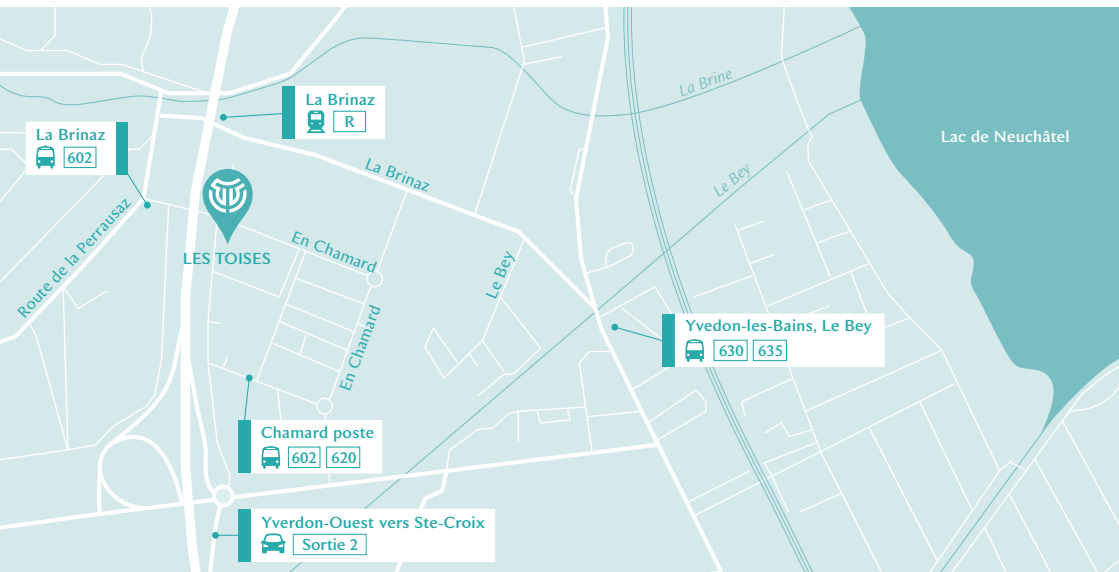 La Brine
La Brinaz
R
La Brinaz
602
Lac de Neuchâtel
La Brinaz
Le Bey
Route de la Perrausaz
LES TOISES
En Chamard
Le Bey
En Chamard
Yvedon-les-Bains, Le Bey
630 635
Chamard poste
602 620
Yverdon-Ouest vers Ste-Croix
Sortie 2